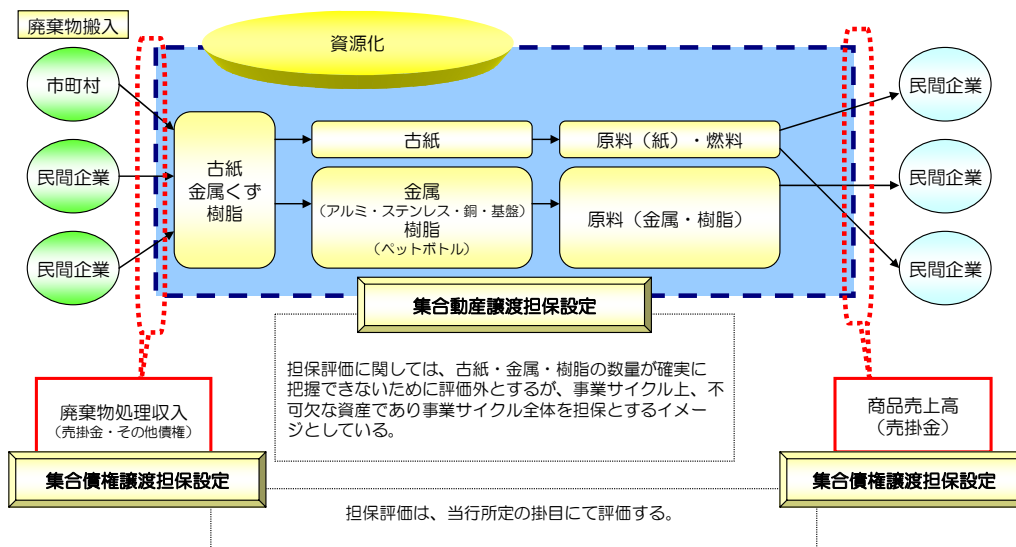 廃棄物搬入
資源化
市町村
民間企業
民間企業
古紙
金属くず
樹脂
古紙
原料（紙）・燃料
金属
（アルミ・ステンレス・銅・基盤）
樹脂
（ペットボトル）
原料（金属・樹脂）
民間企業
民間企業
民間企業
集合動産譲渡担保設定
担保評価に関しては、古紙・金属・樹脂の数量が確実に
把握できないために評価外とするが、事業サイクル上、不
可欠な資産であり事業サイクル全体を担保とするイメー
ジとしている。
廃棄物処理収入
（売掛金・その他債権）
集合債権譲渡担保設定
商品売上高
（売掛金）
集合債権譲渡担保設定
担保評価は、当行所定の掛目にて評価する。